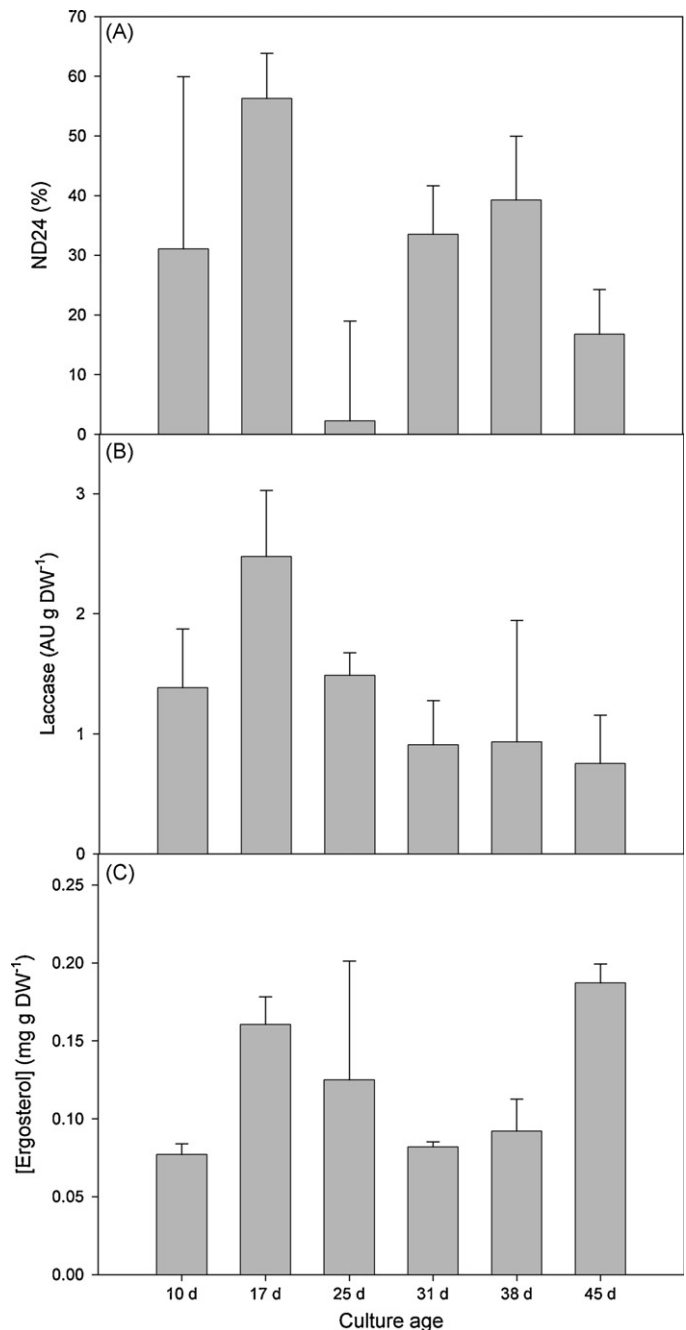 (A)
ND24 (%)
70
60
50
40
30
20
10
0
(B)
Laccase (AU g DW⁻¹)
3
2
1
0
(C)
[Ergosterol] (mg g DW⁻¹)
0.25
0.20
0.15
0.10
0.05
0.00
10 d 17 d 25 d 31 d 38 d 45 d
Culture age